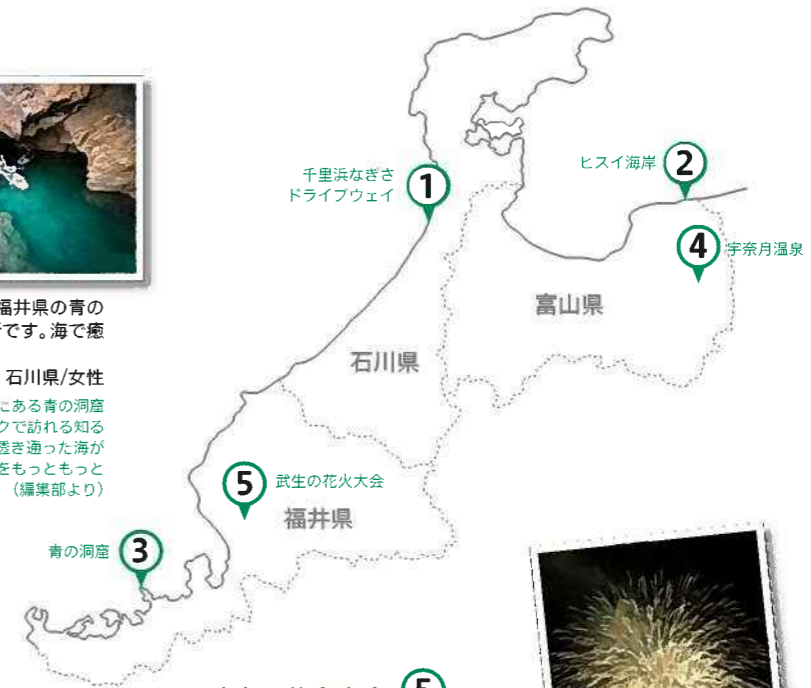 千里浜なぎさ
ドライブウェイ
1
ヒスイ海岸
2
4
宇奈月温泉
富山県
石川県
福井県の青の
です。海で癒
石川県/女性
にある青の洞窟
クで訪れる知る
透き通った海が
をもっともっと
(編集部より)
5
武生の花火大会
福井県
青の洞窟
3
5